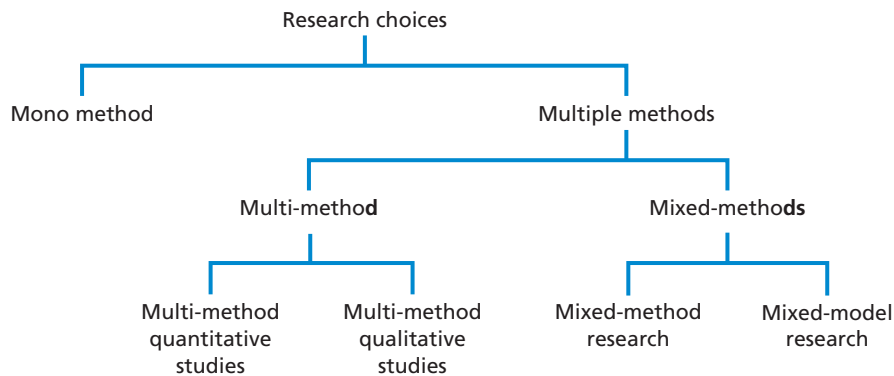 Research choices
Mono method
Multiple methods
Multi-method
Mixed-methods
Multi-method
quantitative
studies
Multi-method
qualitative
studies
Mixed-method
research
Mixed-model
research